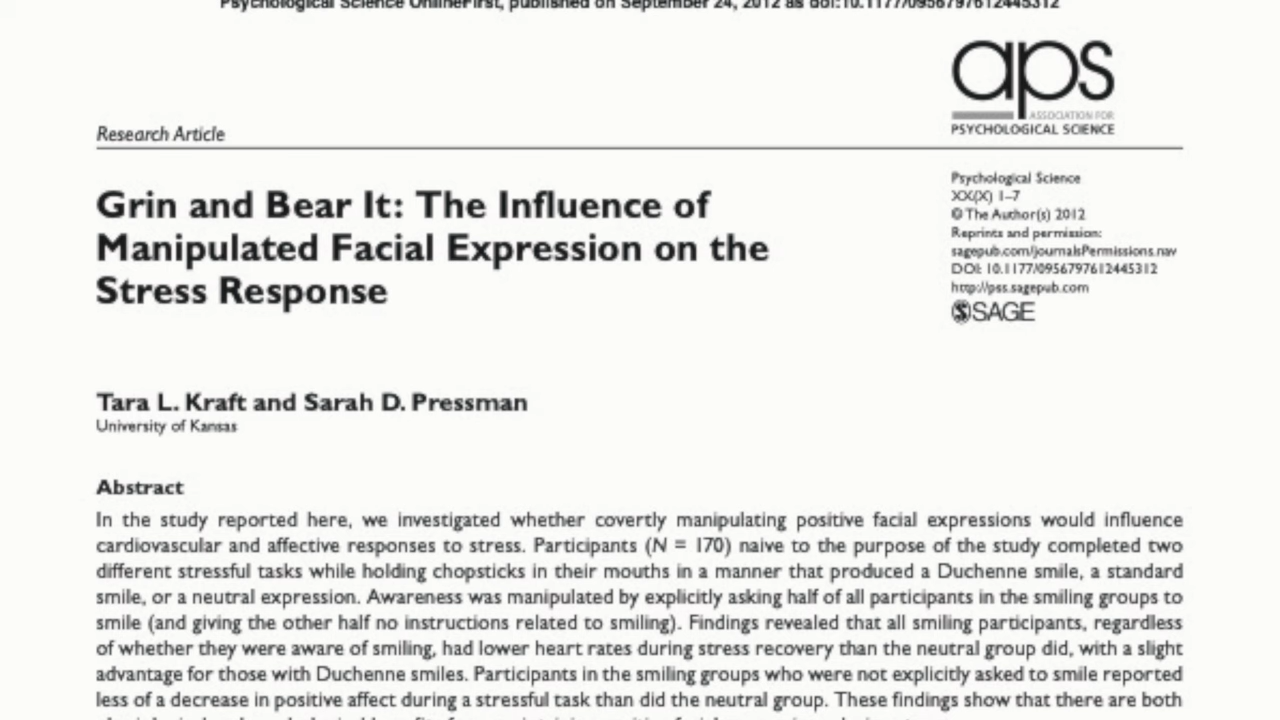 Psychological Science OnlineFirst, published on September 24, 2012 as doi:10.1177/0956797612445312
aps
ASSOCIATION FOR
PSYCHOLOGICAL SCIENCE
Research Article
Grin and Bear It: The Influence of
Manipulated Facial Expression on the
Stress Response
Psychological Science
XX(X) 1–7
© The Author(s) 2012
Reprints and permission:
sagepub.com/journalsPermissions.nav
DOI: 10.1177/0956797612445312
http://pss.sagepub.com
SAGE
Tara L. Kraft and Sarah D. Pressman
University of Kansas
Abstract
In the study reported here, we investigated whether covertly manipulating positive facial expressions would influence
cardiovascular and affective responses to stress. Participants (N = 170) naive to the purpose of the study completed two
different stressful tasks while holding chopsticks in their mouths in a manner that produced a Duchenne smile, a standard
smile, or a neutral expression. Awareness was manipulated by explicitly asking half of all participants in the smiling groups to
smile (and giving the other half no instructions related to smiling). Findings revealed that all smiling participants, regardless
of whether they were aware of smiling, had lower heart rates during stress recovery than the neutral group did, with a slight
advantage for those with Duchenne smiles. Participants in the smiling groups who were not explicitly asked to smile reported
less of a decrease in positive affect during a stressful task than did the neutral group. These findings show that there are both